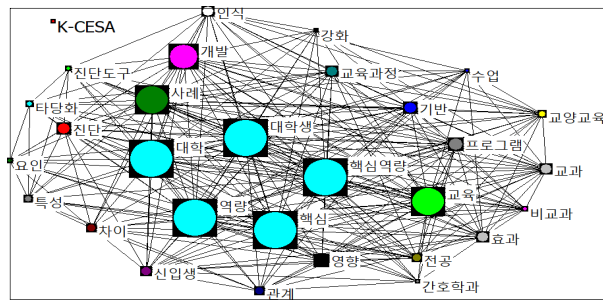 인식
K-CESA
강화
개발
교육과정
수업
진단도구
사례
기반
타당화
교양교육
진단
대학생
프로그램
대학
핵심역량
교과
요인
특성
교육
비교과
역량
핵심
차이
효과
영향
전공
신입생
간호학과
관계